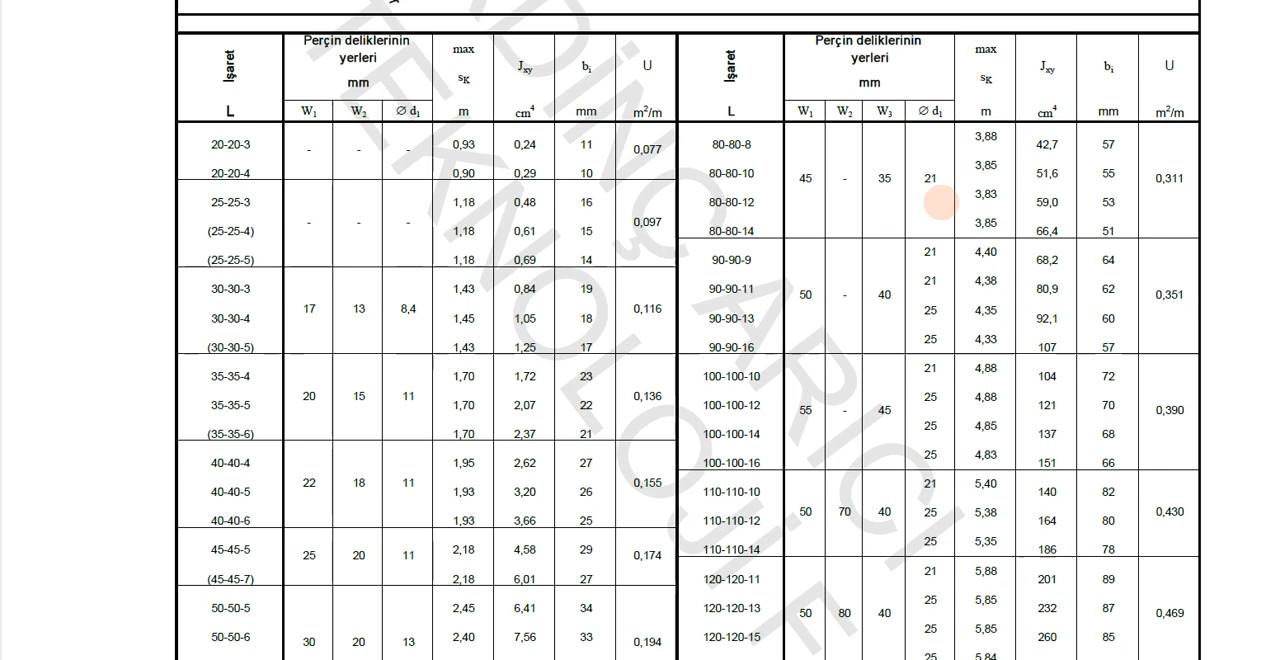 Perçin deliklerinin yerleri mm | max | Perçin deliklerinin yerleri mm | max
İşaret L | W1 | W2 | Ø d1 | sK m | Jxy cm4 | bi mm | U m2/m | İşaret L | W1 | W2 | W3 | Ø d1 | sK m | Jxy cm4 | bi mm | U m2/m
20-20-3 | - | - | - | 0,93 | 0,24 | 11 | 0,077
20-20-4 | 0,90 | 0,29 | 10
25-25-3 | - | - | - | 1,18 | 0,48 | 16 | 0,097
(25-25-4) | 1,18 | 0,61 | 15
(25-25-5) | 1,18 | 0,69 | 14
30-30-3 | 17 | 13 | 8,4 | 1,43 | 0,84 | 19 | 0,116
30-30-4 | 1,45 | 1,05 | 18
(30-30-5) | 1,43 | 1,25 | 17
35-35-4 | 20 | 15 | 11 | 1,70 | 1,72 | 23 | 0,136
35-35-5 | 1,70 | 2,07 | 22
(35-35-6) | 1,70 | 2,37 | 21
40-40-4 | 22 | 18 | 11 | 1,95 | 2,62 | 27 | 0,155
40-40-5 | 1,93 | 3,20 | 26
40-40-6 | 1,93 | 3,66 | 25
45-45-5 | 25 | 20 | 11 | 2,18 | 4,58 | 29 | 0,174
(45-45-7) | 2,18 | 6,01 | 27
50-50-5 | 30 | 20 | 13 | 2,45 | 6,41 | 34 | 0,194
50-50-6 | 2,40 | 7,56 | 33
80-80-8 | 45 | - | 35 | 21 | 3,88 | 42,7 | 57 | 0,311
80-80-10 | 3,85 | 51,6 | 55
80-80-12 | 3,83 | 59,0 | 53
80-80-14 | 3,85 | 66,4 | 51
90-90-9 | 50 | - | 40 | 21 | 4,40 | 68,2 | 64 | 0,351
90-90-11 | 21 | 4,38 | 80,9 | 62
90-90-13 | 25 | 4,35 | 92,1 | 60
90-90-16 | 25 | 4,33 | 107 | 57
100-100-10 | 55 | - | 45 | 21 | 4,88 | 104 | 72 | 0,390
100-100-12 | 25 | 4,88 | 121 | 70
100-100-14 | 25 | 4,85 | 137 | 68
100-100-16 | 25 | 4,83 | 151 | 66
110-110-10 | 50 | 70 | 40 | 21 | 5,40 | 140 | 82 | 0,430
110-110-12 | 25 | 5,38 | 164 | 80
110-110-14 | 25 | 5,35 | 186 | 78
120-120-11 | 50 | 80 | 40 | 21 | 5,88 | 201 | 89 | 0,469
120-120-13 | 25 | 5,85 | 232 | 87
120-120-15 | 25 | 5,85 | 260 | 85
25 | 5,84
DİNÇ ARICI
TEKNOLOJİ F